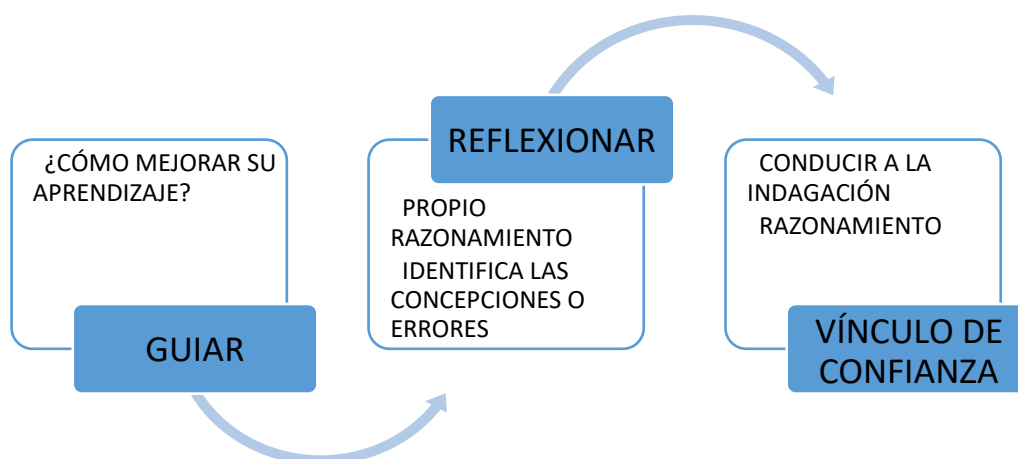 ¿CÓMO MEJORAR SU
APRENDIZAJE?
GUIAR
REFLEXIONAR
PROPIO
RAZONAMIENTO
IDENTIFICA LAS
CONCEPCIONES O
ERRORES
CONDUCIR A LA
INDAGACIÓN
RAZONAMIENTO
VÍNCULO DE
CONFIANZA